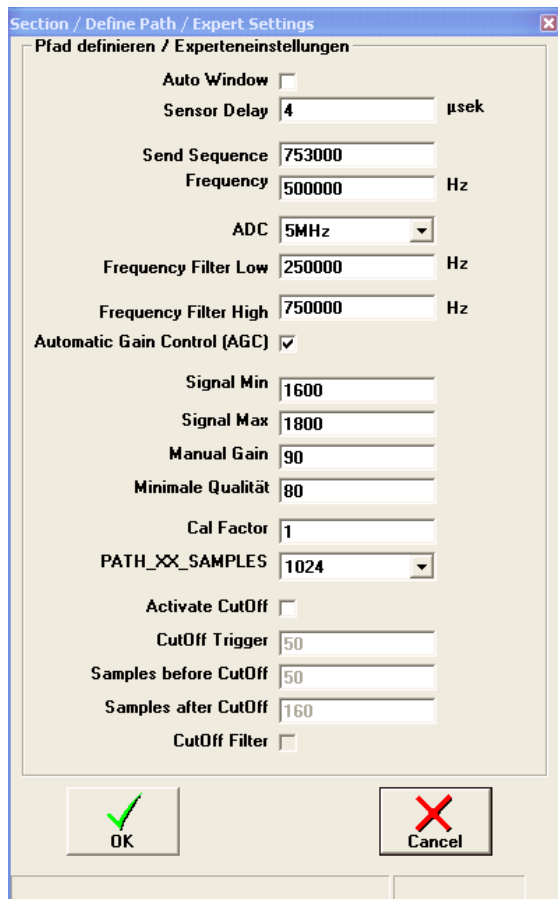 Section / Define Path / Expert Settings
Pfad definieren / Experteneinstellungen
Auto Window
Sensor Delay 4 µsek
Send Sequence 753000
Frequency 500000 Hz
ADC 5MHz
Frequency Filter Low 250000 Hz
Frequency Filter High 750000 Hz
Automatic Gain Control (AGC)
Signal Min 1600
Signal Max 1800
Manual Gain 90
Minimale Qualität 80
Cal Factor 1
PATH_XX_SAMPLES 1024
Activate CutOff
CutOff Trigger 50
Samples before CutOff 50
Samples after CutOff 160
CutOff Filter
OK Cancel